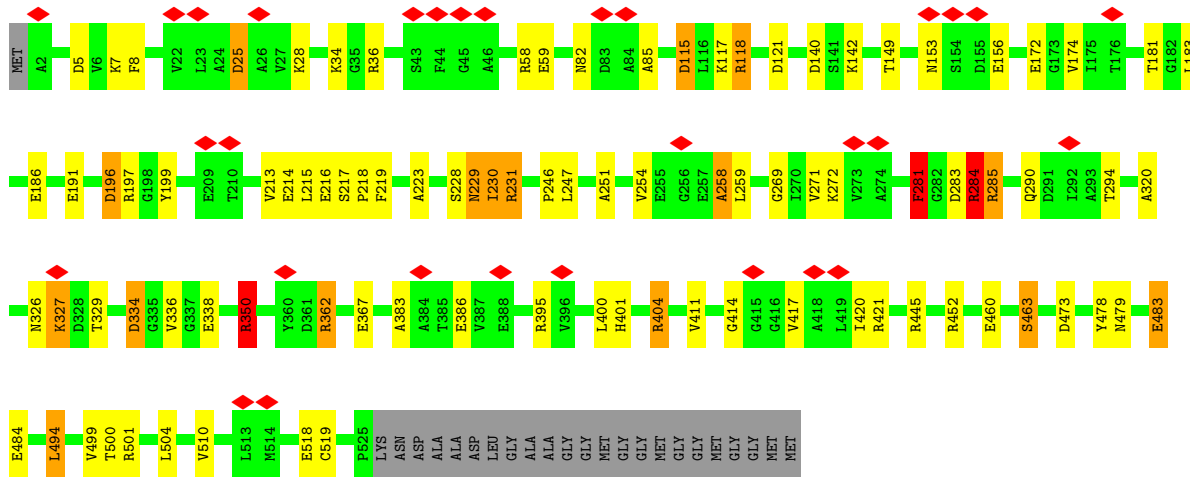 MET A2 D5 V6 K7 F8 V22 L23 A24 D25 A26 V27 K28 K34 G35 R36 S43 F44 G45 A46 R58 E59 N82 D83 A84 A85 D115 L116 K117 R118 D121 D140 S141 K142 T149 N153 S154 D155 E156 E172 G173 V174 I175 T176 T181 G182 L183
E186 E191 D196 R197 G198 Y199 E209 T210 V213 E214 L215 E216 S217 P218 F219 A223 S228 N229 I230 R231 P246 L247 A251 V254 E255 G256 E257 A258 L259 G269 I270 V271 K272 V273 A274 F281 G282 D283 R284 R285 Q290 D291 I292 A293 T294 A320
N326 K327 D328 T329 D334 G335 V336 G337 E338 R350 Y360 D361 R362 E367 A383 A384 T385 E386 V387 E388 R395 V396 L400 H401 R404 V411 G414 G415 G416 V417 A418 L419 I420 R421 R445 R452 E460 S463 D473 Y478 N479 E483
E484 L494 V499 T500 R501 L504 V510 L513 M514 E518 C519 P525 LYS ASN ASP ALA ALA ASP LEU GLY ALA ALA GLY GLY MET GLY GLY MET GLY GLY MET GLY GLY MET MET